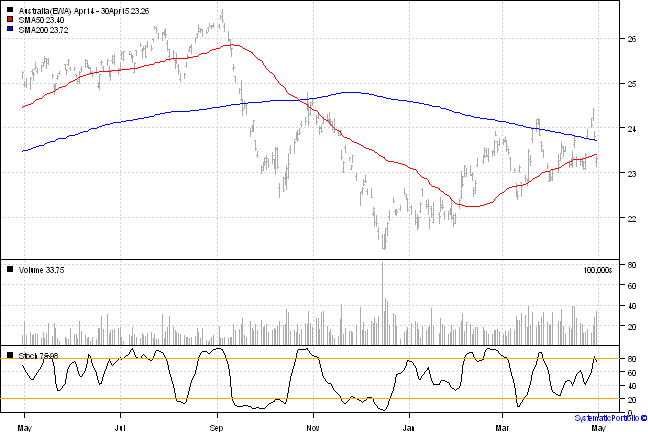 Australia(EWA) Apr14 - 30Apr15 23.26
SMA50 23.40
SMA200 23.72
26
25
24
23
22
Volume 33.75
100,000s
80
60
40
20
Stoch 75.98
80
60
40
20
0
May
Jul
Sep
Nov
Jan
Mar
May
SystematicPortfolio ©